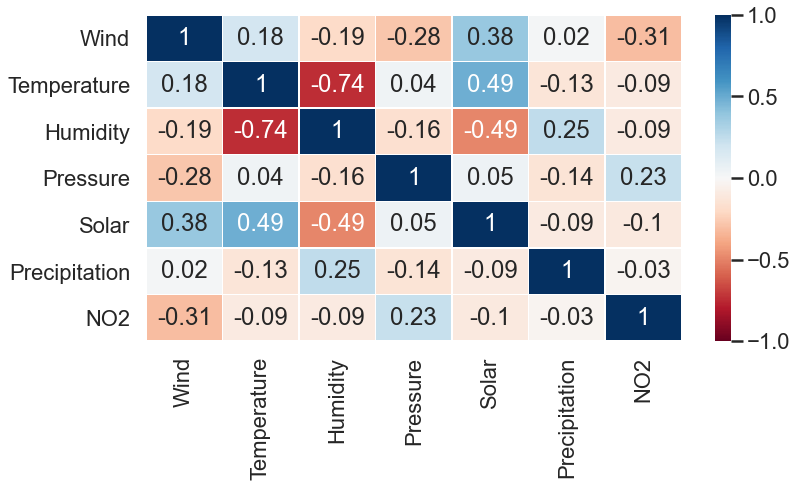 Wind 1 0.18 -0.19 -0.28 0.38 0.02 -0.31
Temperature 0.18 1 -0.74 0.04 0.49 -0.13 -0.09
Humidity -0.19 -0.74 1 -0.16 -0.49 0.25 -0.09
Pressure -0.28 0.04 -0.16 1 0.05 -0.14 0.23
Solar 0.38 0.49 -0.49 0.05 1 -0.09 -0.1
Precipitation 0.02 -0.13 0.25 -0.14 -0.09 1 -0.03
NO2 -0.31 -0.09 -0.09 0.23 -0.1 -0.03 1
Wind
Temperature
Humidity
Pressure
Solar
Precipitation
NO2
1.0
0.5
0.0
−0.5
−1.0